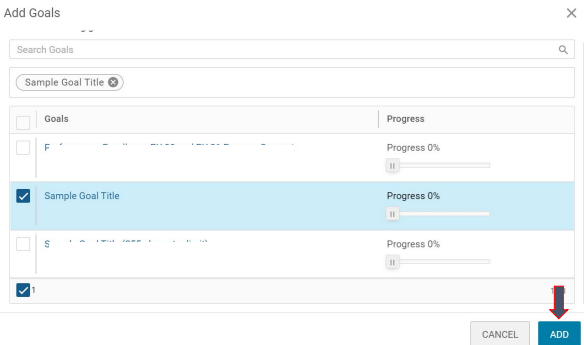 Add Goals
Search Goals
Sample Goal Title
Goals Progress
Progress 0%
Sample Goal Title Progress 0%
Progress 0%
1
CANCEL ADD